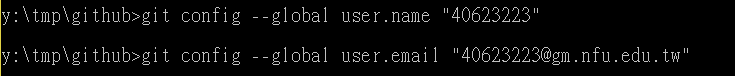 y:\tmp\github>git config --global user.name "40623223"
y:\tmp\github>git config --global user.email "40623223@gm.nfu.edu.tw"